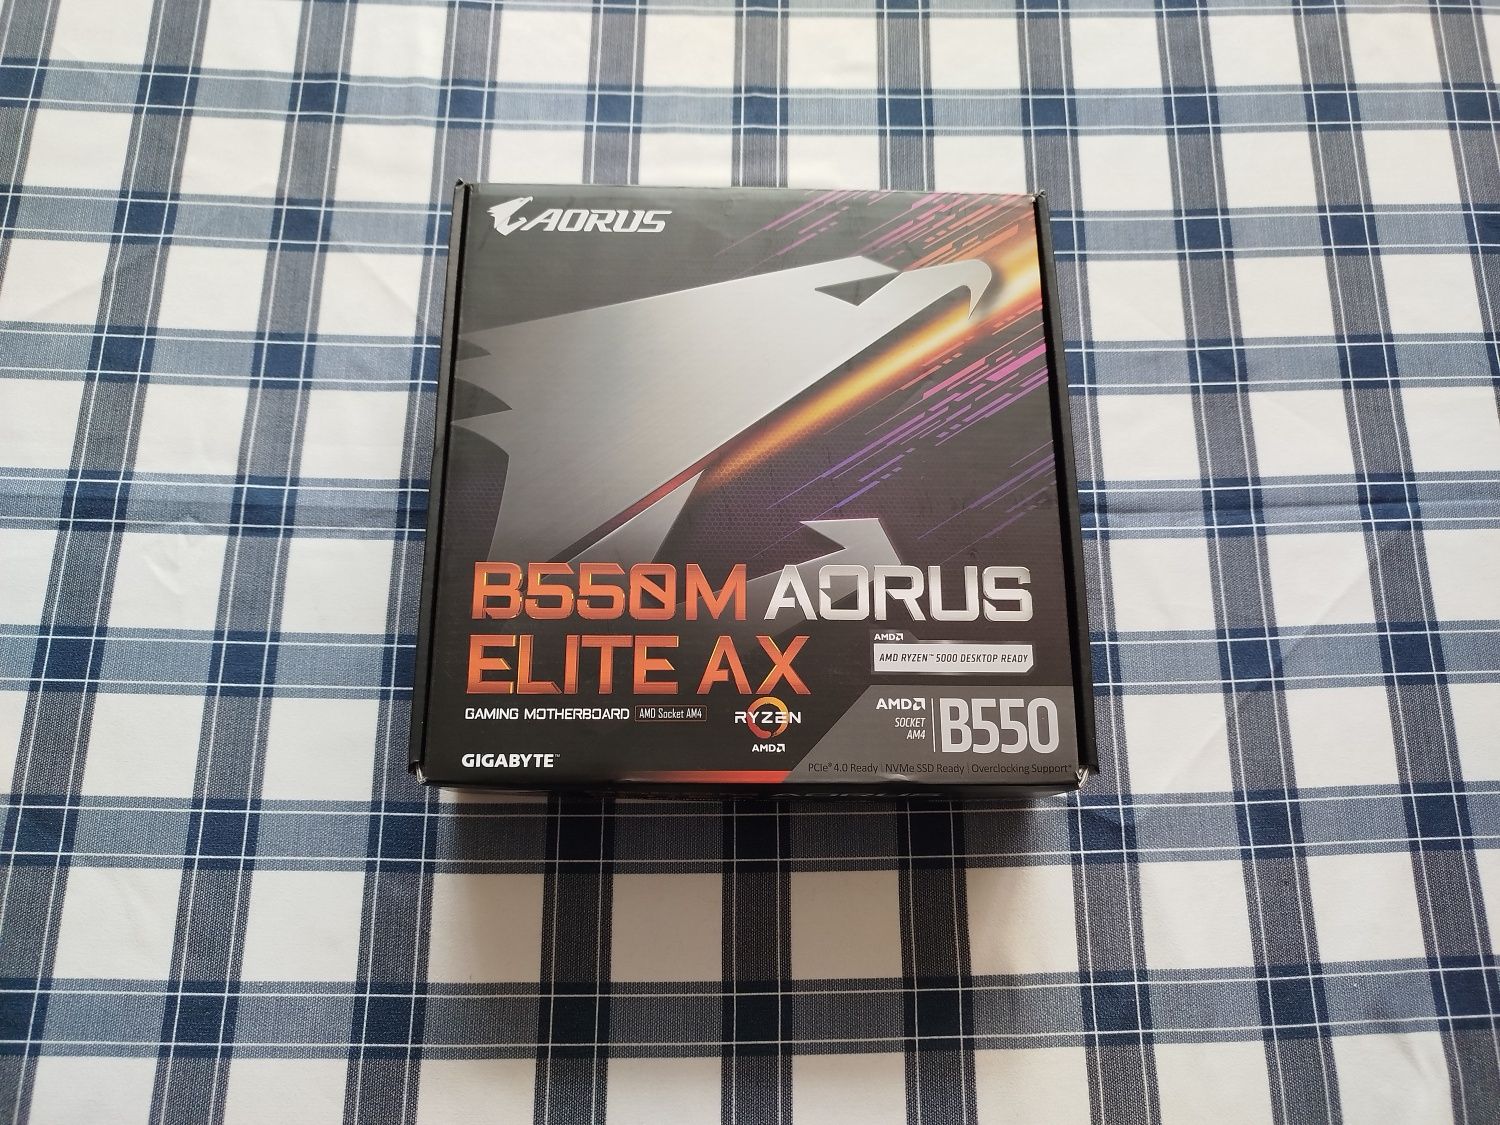 AORUS
B550M AORUS
ELITE AX
AMD
AMD RYZEN™ 5000 DESKTOP READY
GAMING MOTHERBOARD AMD Socket AM4
RYZEN
AMD
AMD
SOCKET
AM4
B550
GIGABYTE™
PCIe® 4.0 Ready | NVMe SSD Ready | Overclocking Support*